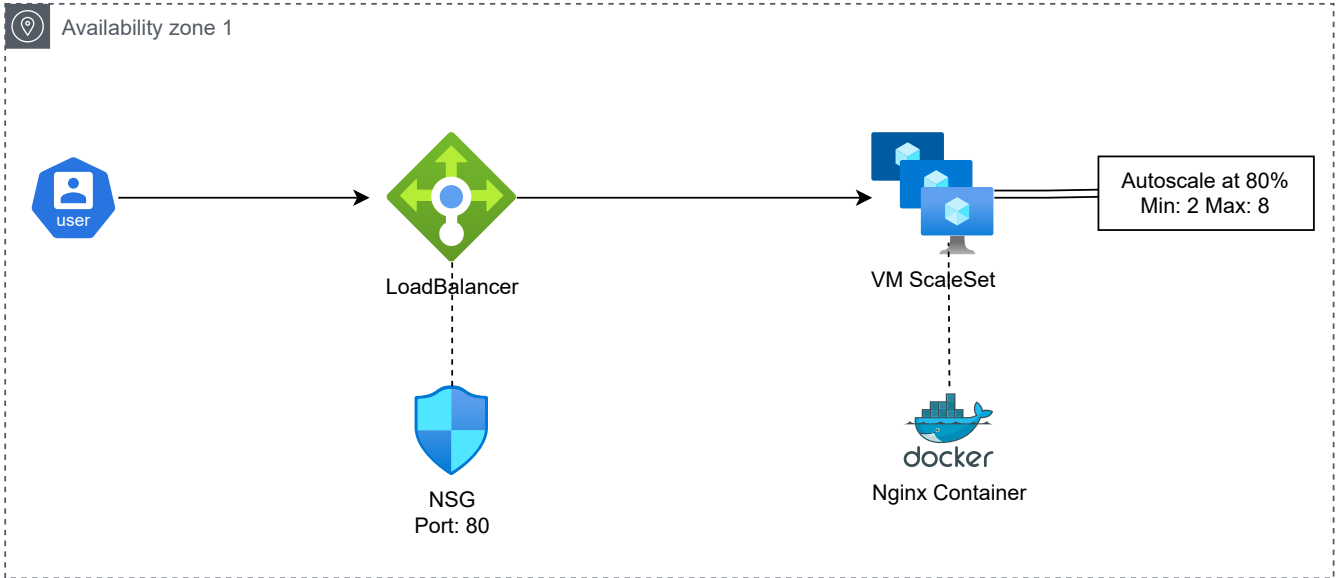 Availability zone 1
user
LoadBalancer
VM ScaleSet
Autoscale at 80%
Min: 2 Max: 8
NSG
Port: 80
docker
Nginx Container